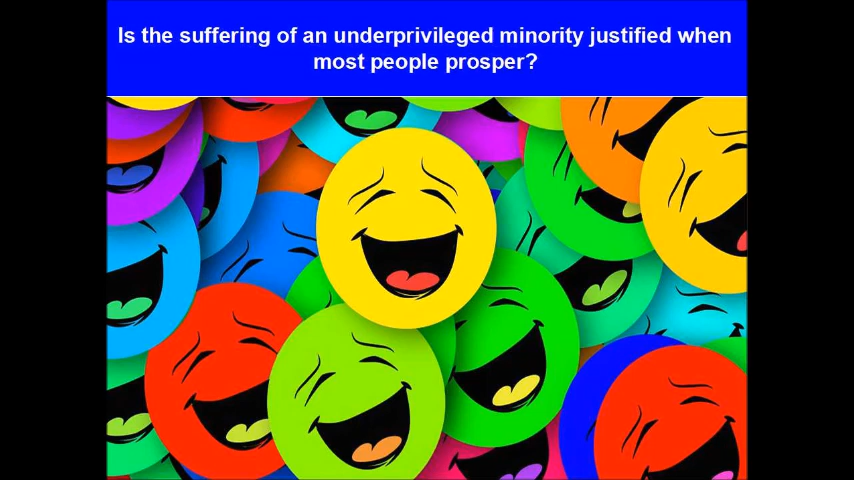 Is the suffering of an underprivileged minority justified when
most people prosper?